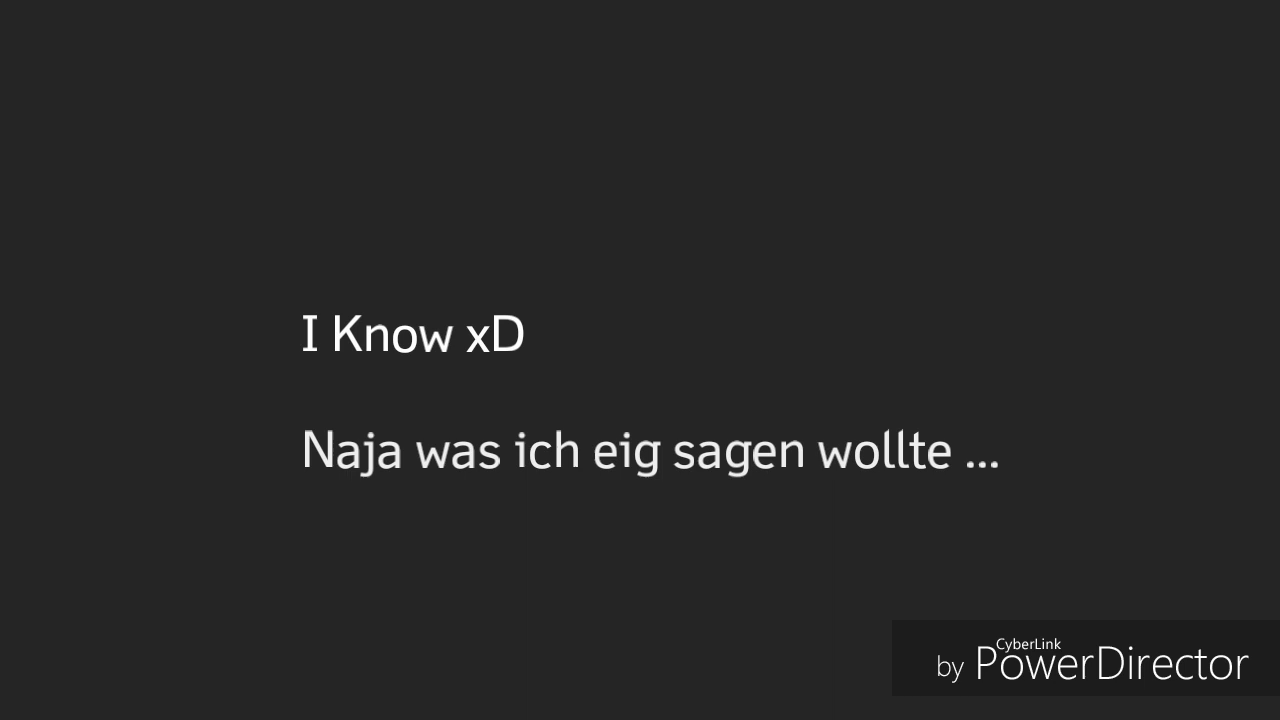 I Know xD
Naja was ich eig sagen wollte ...
CyberLink
by PowerDirector